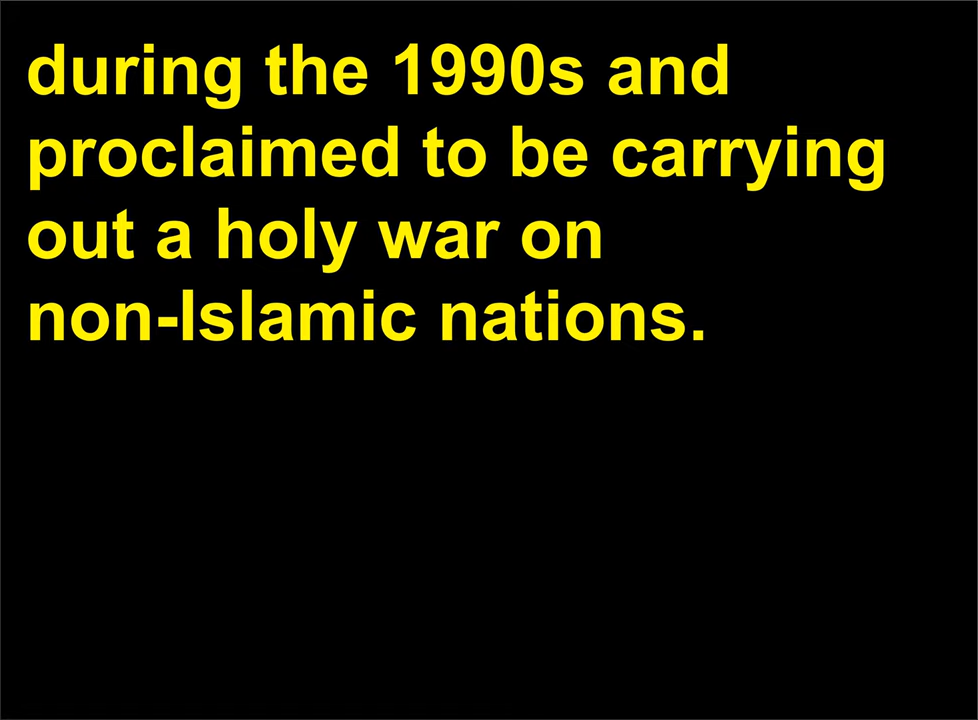 during the 1990s and
proclaimed to be carrying
out a holy war on
non-Islamic nations.